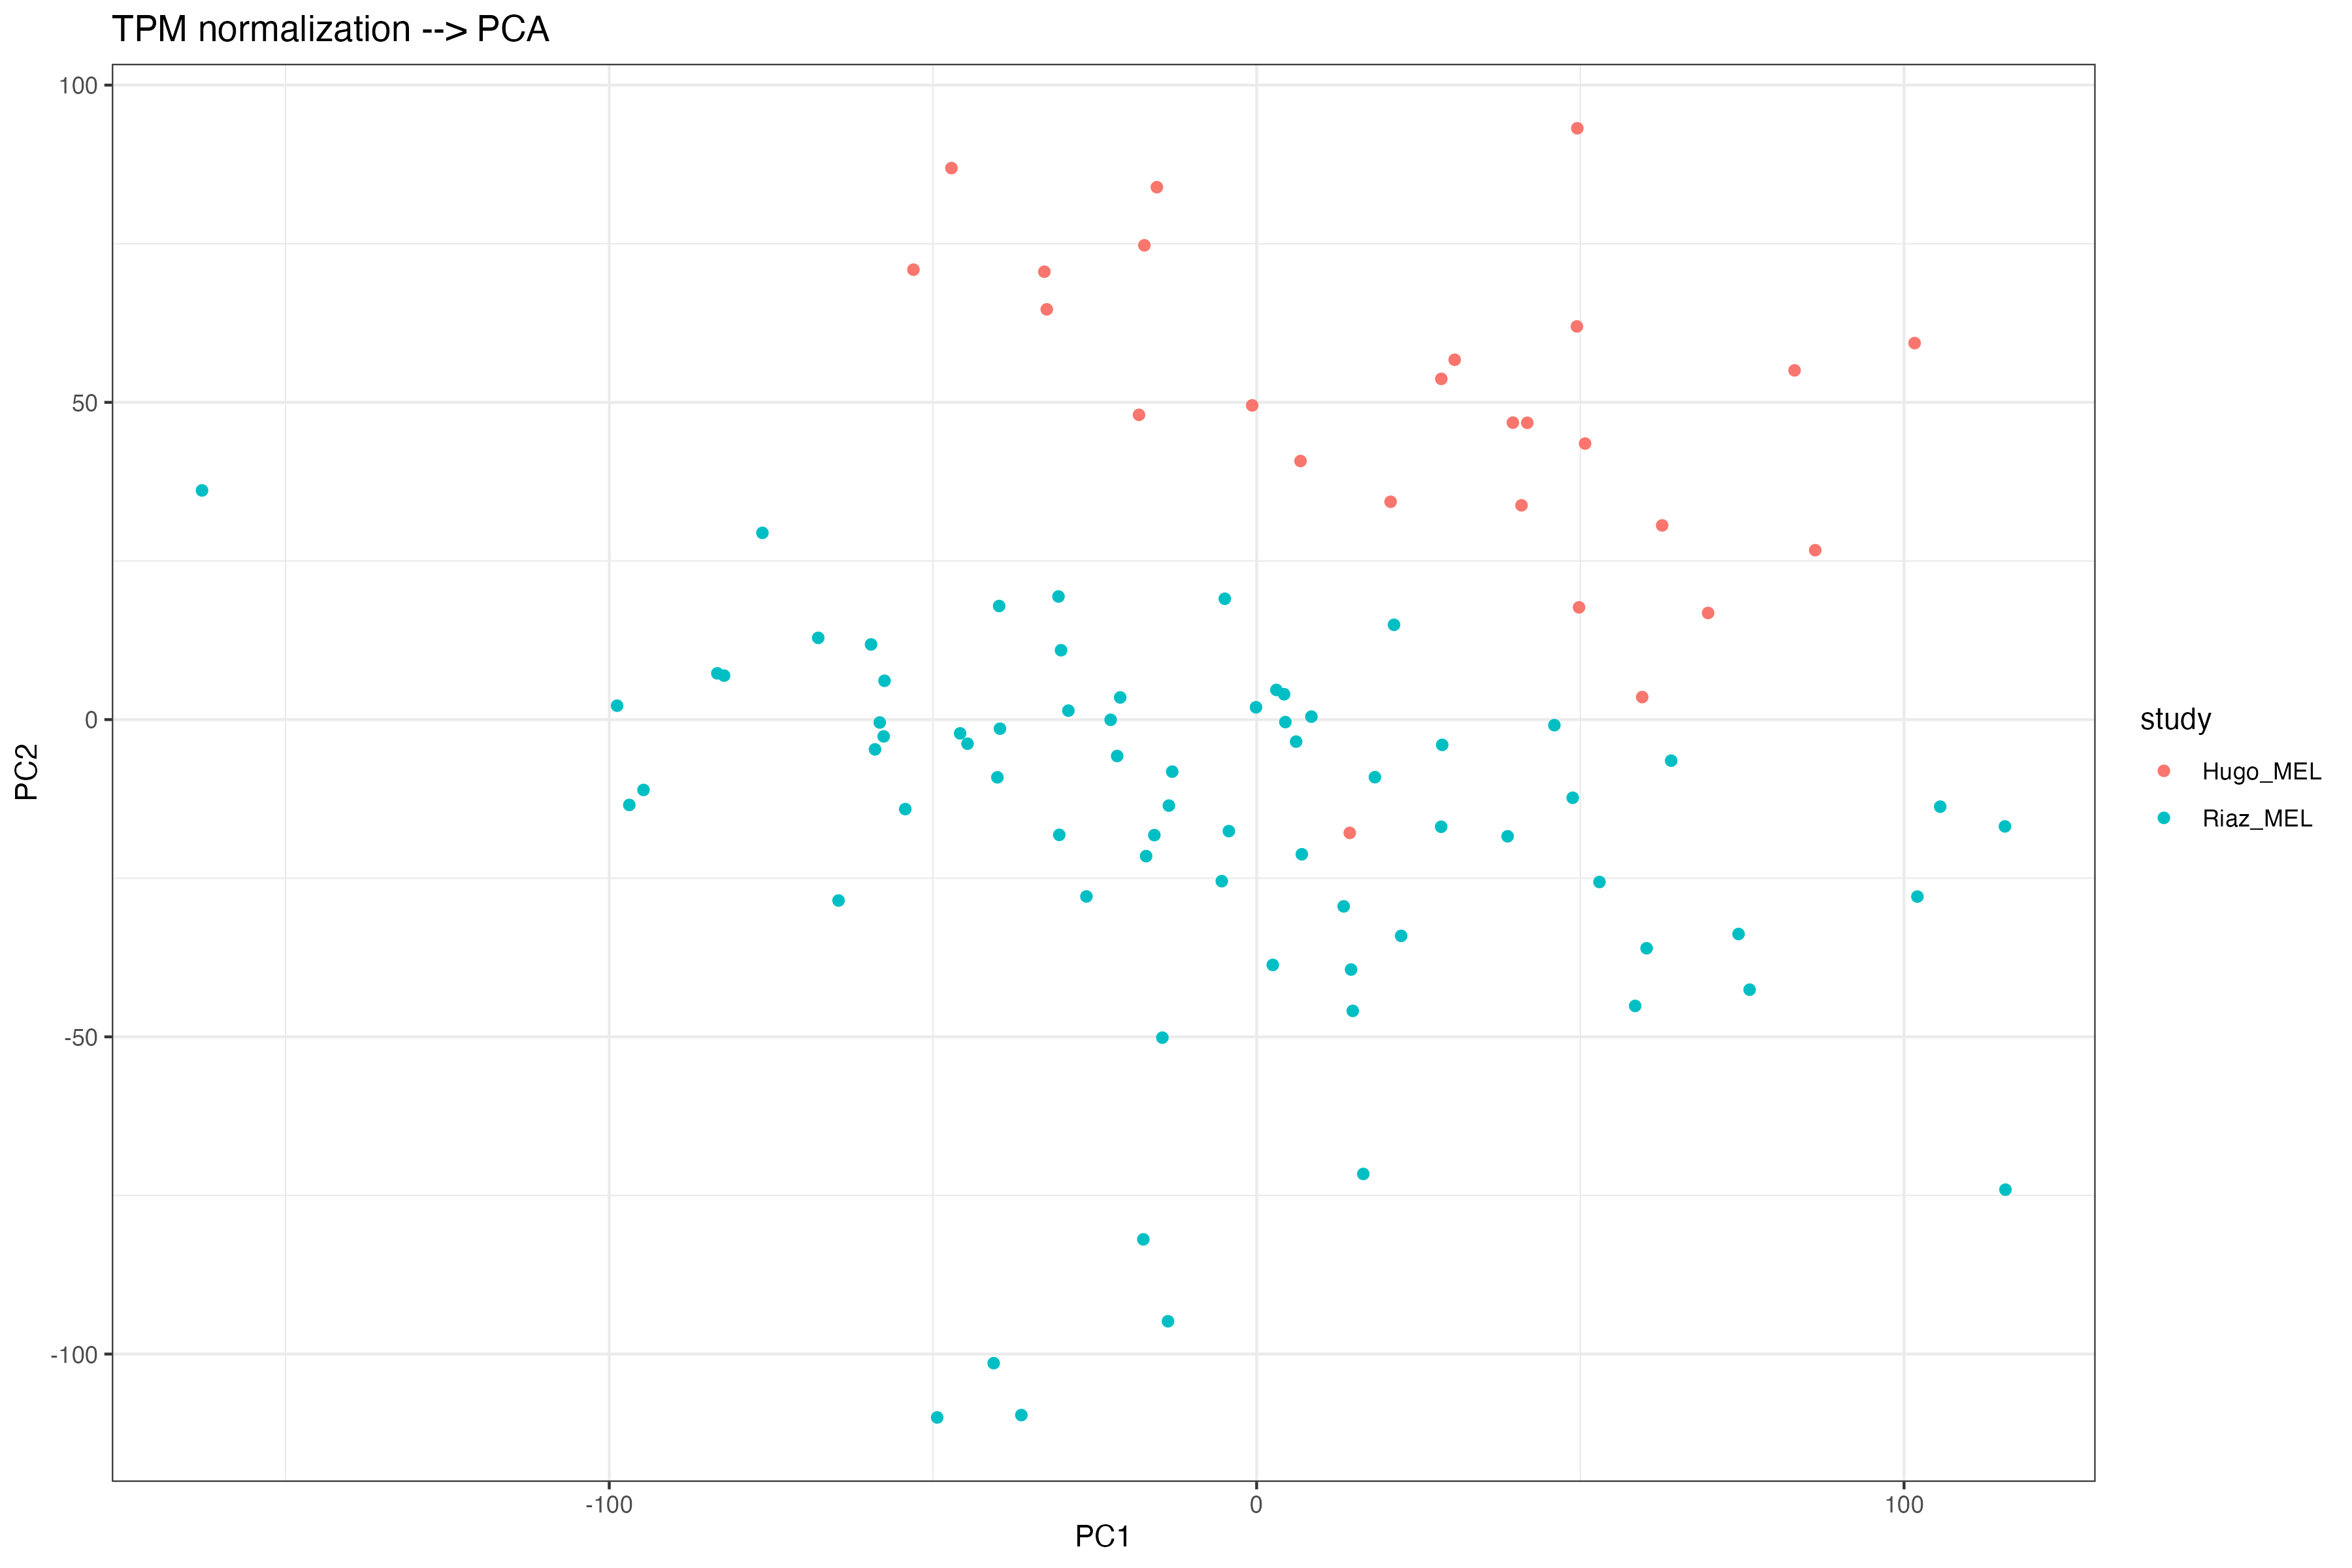 TPM normalization --> PCA
100
50
0
-50
-100
PC2
-100
0
100
PC1
study
Hugo_MEL
Riaz_MEL